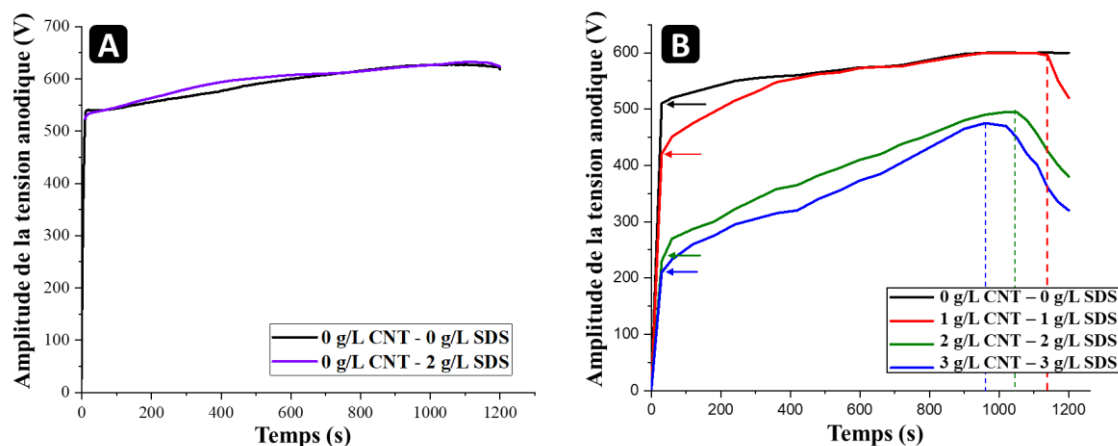 A
Amplitude de la tension anodique (V)
700
600
500
400
300
200
100
0
0 g/L CNT - 0 g/L SDS
0 g/L CNT - 2 g/L SDS
0
200
400
600
800
1000
1200
Temps (s)
B
Amplitude de la tension anodique (V)
600
500
400
300
200
100
0
0 g/L CNT – 0 g/L SDS
1 g/L CNT – 1 g/L SDS
2 g/L CNT – 2 g/L SDS
3 g/L CNT – 3 g/L SDS
0
200
400
600
800
1000
1200
Temps (s)